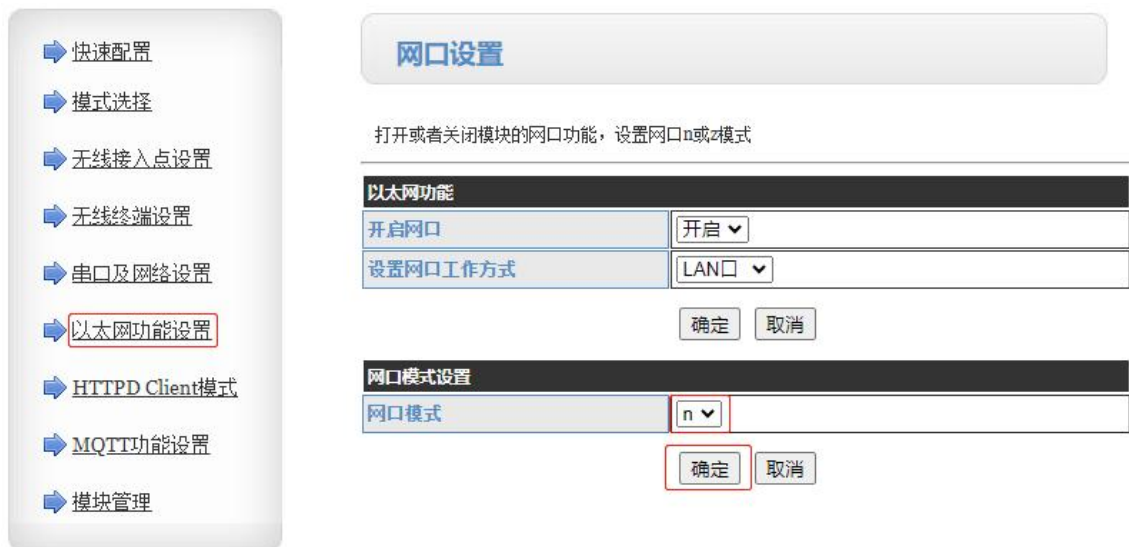 快速配置
模式选择
无线接入点设置
无线终端设置
串口及网络设置
以太网功能设置
HTTPD Client模式
MQTT功能设置
模块管理
网口设置
打开或者关闭模块的网口功能，设置网口n或z模式
以太网功能
开启网口 开启
设置网口工作方式 LAN口
确定 取消
网口模式设置
网口模式 n
确定 取消